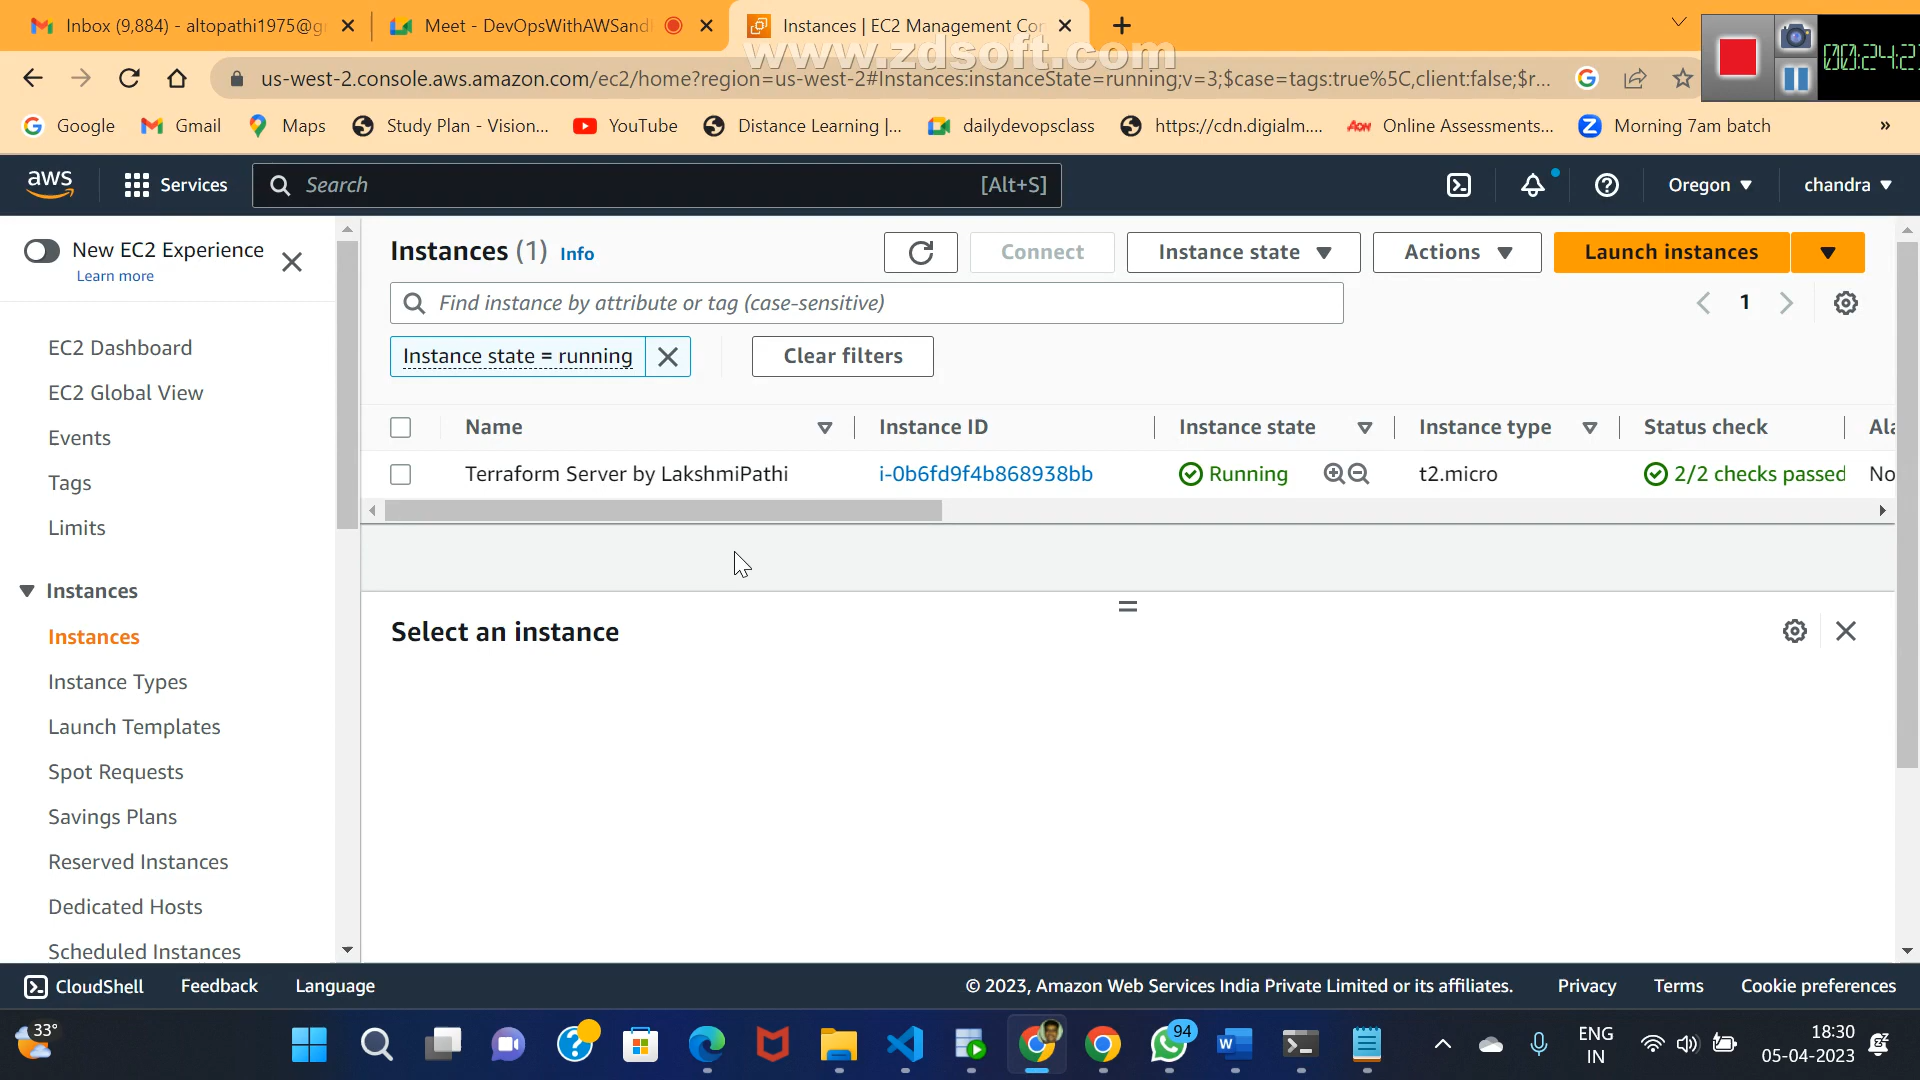 Inbox (9,884) - altopathi1975@g
Meet - DevOpsWithAWSand
Instances | EC2 Management Con
www.zdsoft.com
us-west-2.console.aws.amazon.com/ec2/home?region=us-west-2#Instances:instanceState=running;v=3;$case=tags:true%5C,client:false;$r...
Google
Gmail
Maps
Study Plan - Vision...
YouTube
Distance Learning |...
dailydevopsclass
https://cdn.digialm....
Online Assessments...
Morning 7am batch
»
aws
Services
Search
[Alt+S]
Oregon
chandra
New EC2 Experience
Learn more
EC2 Dashboard
EC2 Global View
Events
Tags
Limits
Instances
Instances
Instance Types
Launch Templates
Spot Requests
Savings Plans
Reserved Instances
Dedicated Hosts
Scheduled Instances
Instances (1) Info
Connect
Instance state
Actions
Launch instances
Find instance by attribute or tag (case-sensitive)
1
Instance state = running
Clear filters
Name
Instance ID
Instance state
Instance type
Status check
Ala
Terraform Server by LakshmiPathi
i-0b6fd9f4b868938bb
Running
t2.micro
2/2 checks passed
No
Select an instance
CloudShell
Feedback
Language
© 2023, Amazon Web Services India Private Limited or its affiliates.
Privacy
Terms
Cookie preferences
33°
94
ENG
IN
18:30
05-04-2023